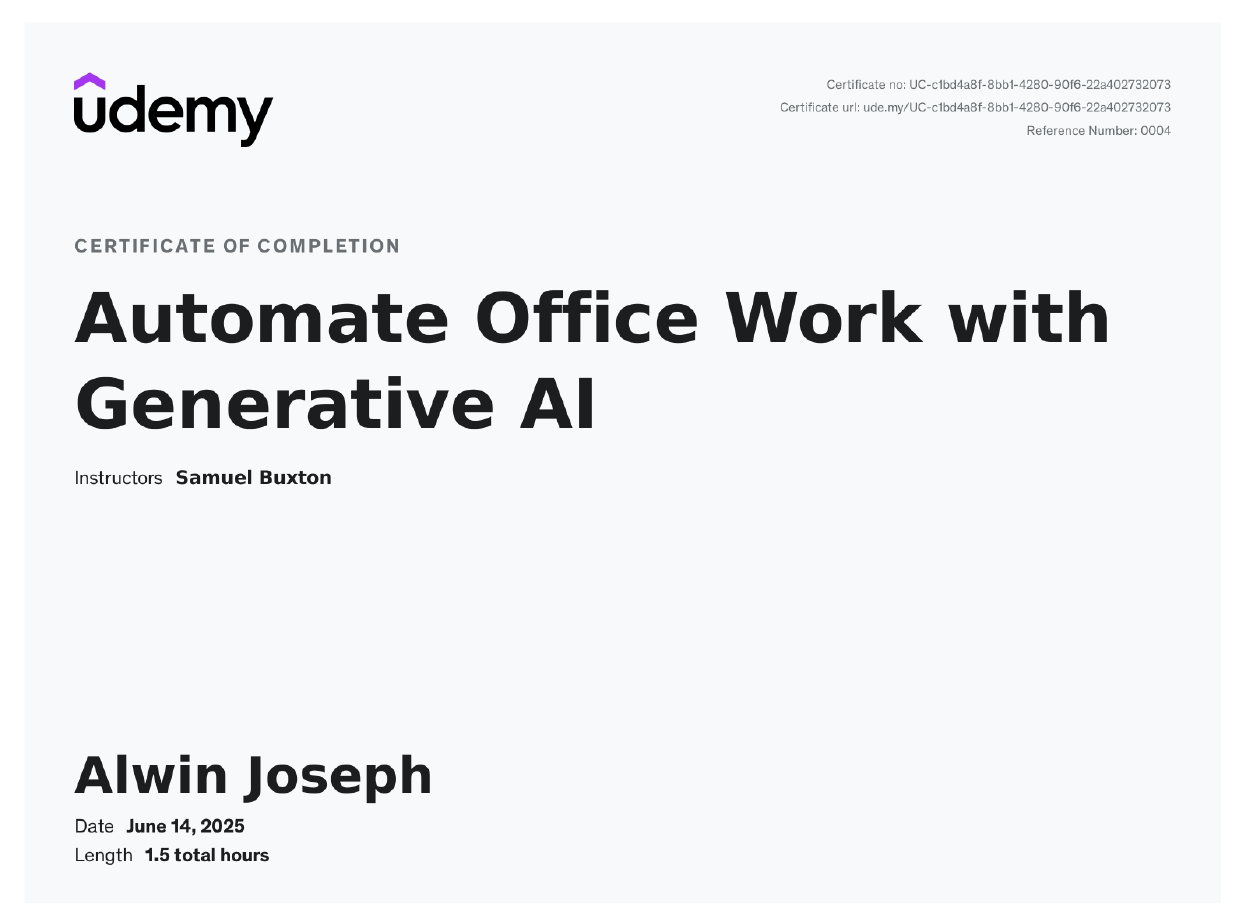 udemy
Certificate no: UC-c1bd4a8f-8bb1-4280-90f6-22a402732073
Certificate url: ude.my/UC-c1bd4a8f-8bb1-4280-90f6-22a402732073
Reference Number: 0004
CERTIFICATE OF COMPLETION
Automate Office Work with
Generative AI
Instructors Samuel Buxton
Alwin Joseph
Date June 14, 2025
Length 1.5 total hours